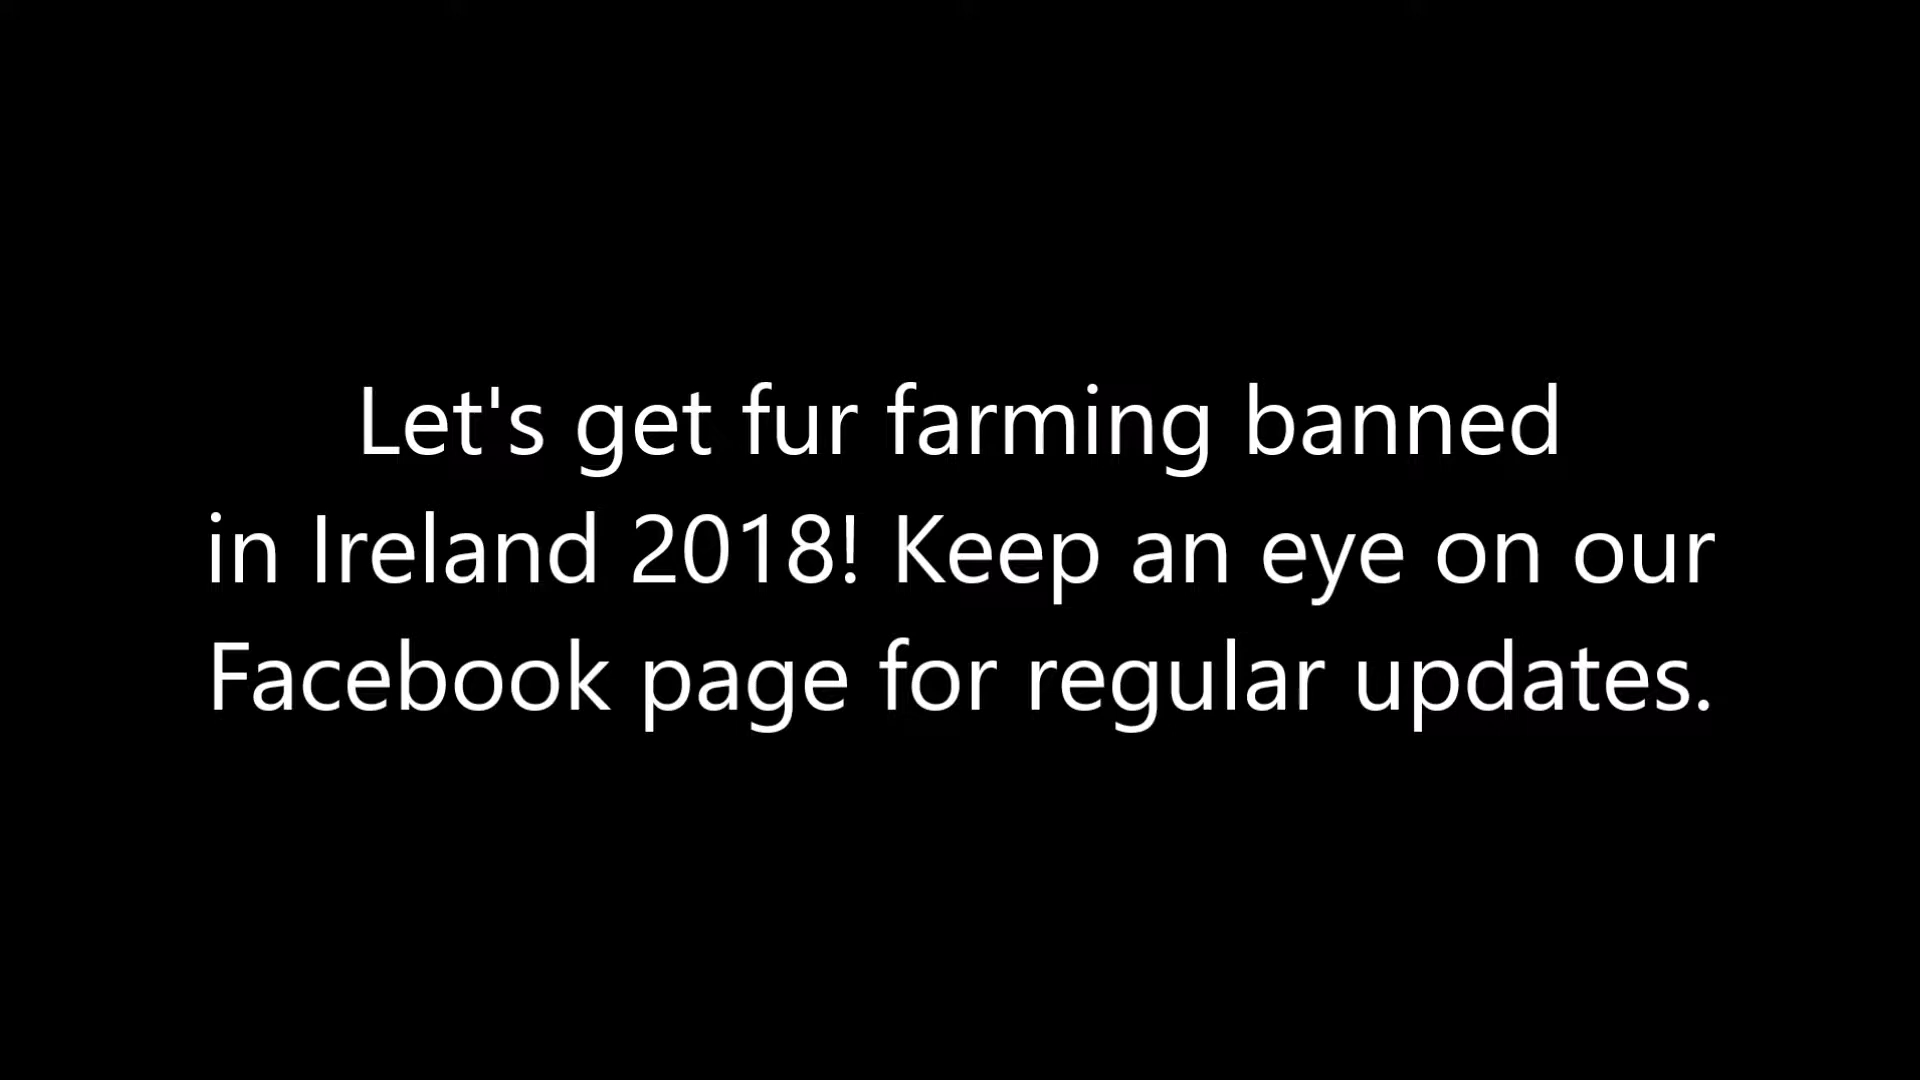 Let's get fur farming banned
in Ireland 2018! Keep an eye on our
Facebook page for regular updates.